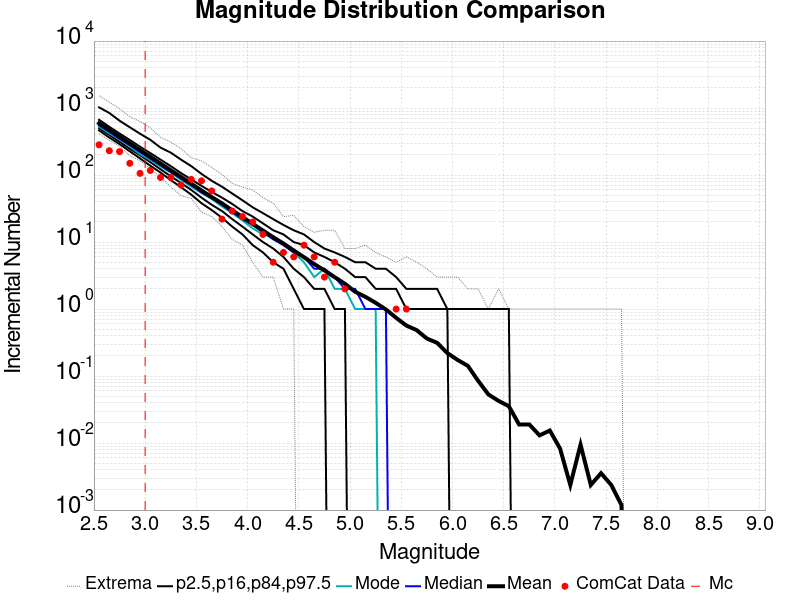 Magnitude Distribution Comparison
10^4
10^3
10^2
10^1
10^0
10^-1
10^-2
10^-3
Incremental Number
2.5 3.0 3.5 4.0 4.5 5.0 5.5 6.0 6.5 7.0 7.5 8.0 8.5 9.0
Magnitude
Extrema p2.5,p16,p84,p97.5 Mode Median Mean ComCat Data Mc